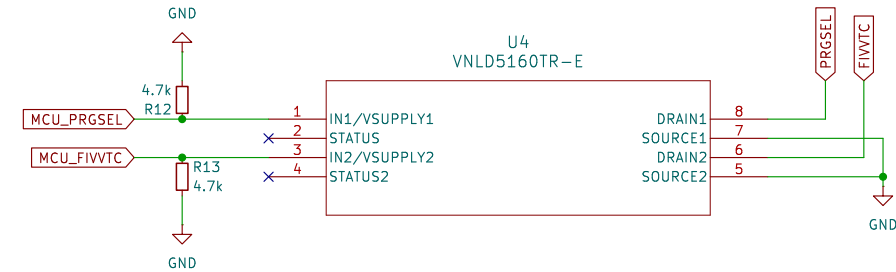 GND
U4
VNLD5160TR-E
PRGSEL
FIVVTC
4.7k
R12
MCU_PRGSEL
1
IN1/VSUPPLY1
DRAIN1
8
2
STATUS
SOURCE1
7
MCU_FIVVTC
3
IN2/VSUPPLY2
DRAIN2
6
R13
4.7k
4
STATUS2
SOURCE2
5
GND
GND